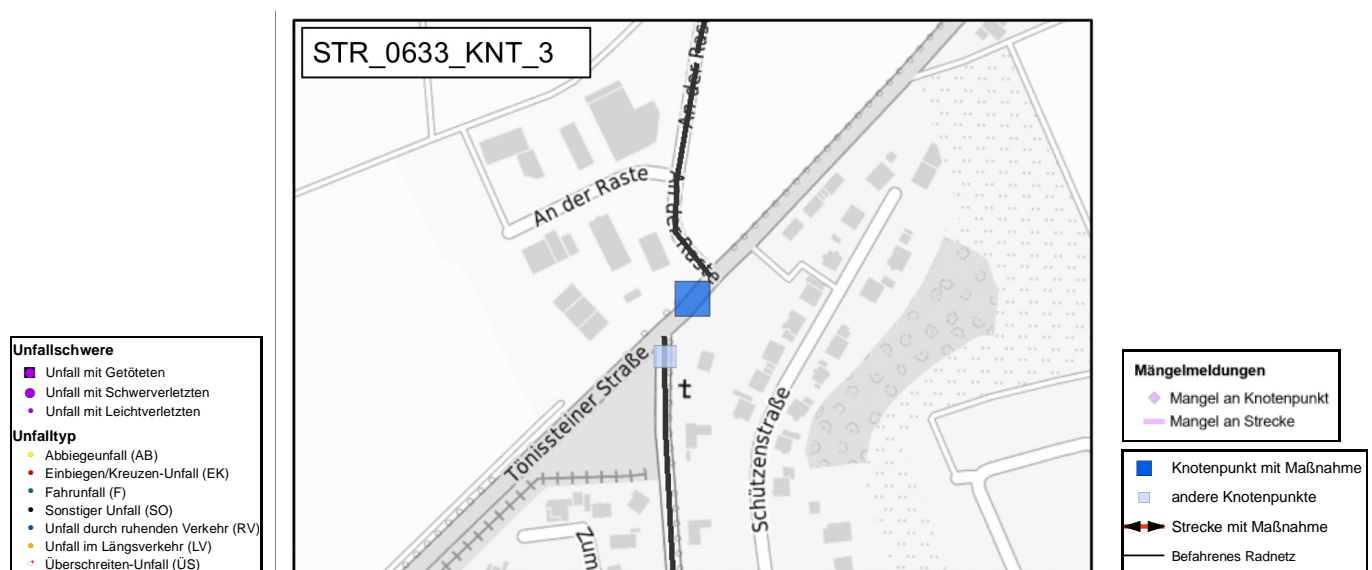 STR_0633_KNT_3
An der Ras
An der Raste
An der Raste
Tönissteiner Straße
t
Schützenstraße
Zum
Unfallschwere
Unfall mit Getöteten
Unfall mit Schwerverletzten
Unfall mit Leichtverletzten
Unfalltyp
Abbiegeunfall (AB)
Einbiegen/Kreuzen-Unfall (EK)
Fahrunfall (F)
Sonstiger Unfall (SO)
Unfall durch ruhenden Verkehr (RV)
Unfall im Längsverkehr (LV)
Überschreiten-Unfall (ÜS)
Mängelmeldungen
Mangel an Knotenpunkt
Mangel an Strecke
Knotenpunkt mit Maßnahme
andere Knotenpunkte
Strecke mit Maßnahme
Befahrenes Radnetz